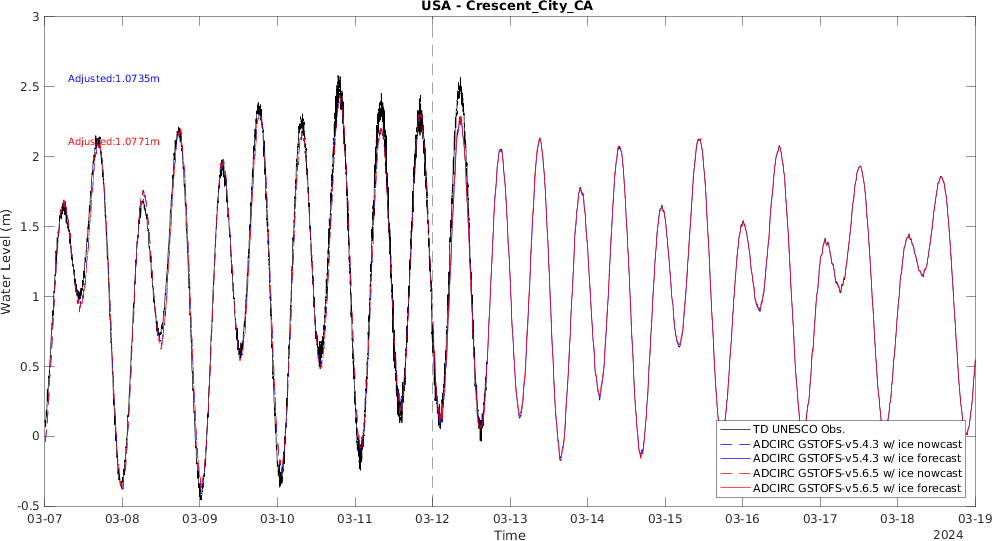 USA - Crescent_City_CA
3
2.5
2
1.5
1
0.5
0
-0.5
Water Level (m)
Adjusted:1.0735m
Adjusted:1.0771m
TD UNESCO Obs.
ADCIRC GSTOFS-v5.4.3 w/ ice nowcast
ADCIRC GSTOFS-v5.4.3 w/ ice forecast
ADCIRC GSTOFS-v5.6.5 w/ ice nowcast
ADCIRC GSTOFS-v5.6.5 w/ ice forecast
03-07 03-08 03-09 03-10 03-11 03-12 03-13 03-14 03-15 03-16 03-17 03-18 03-19
Time
2024